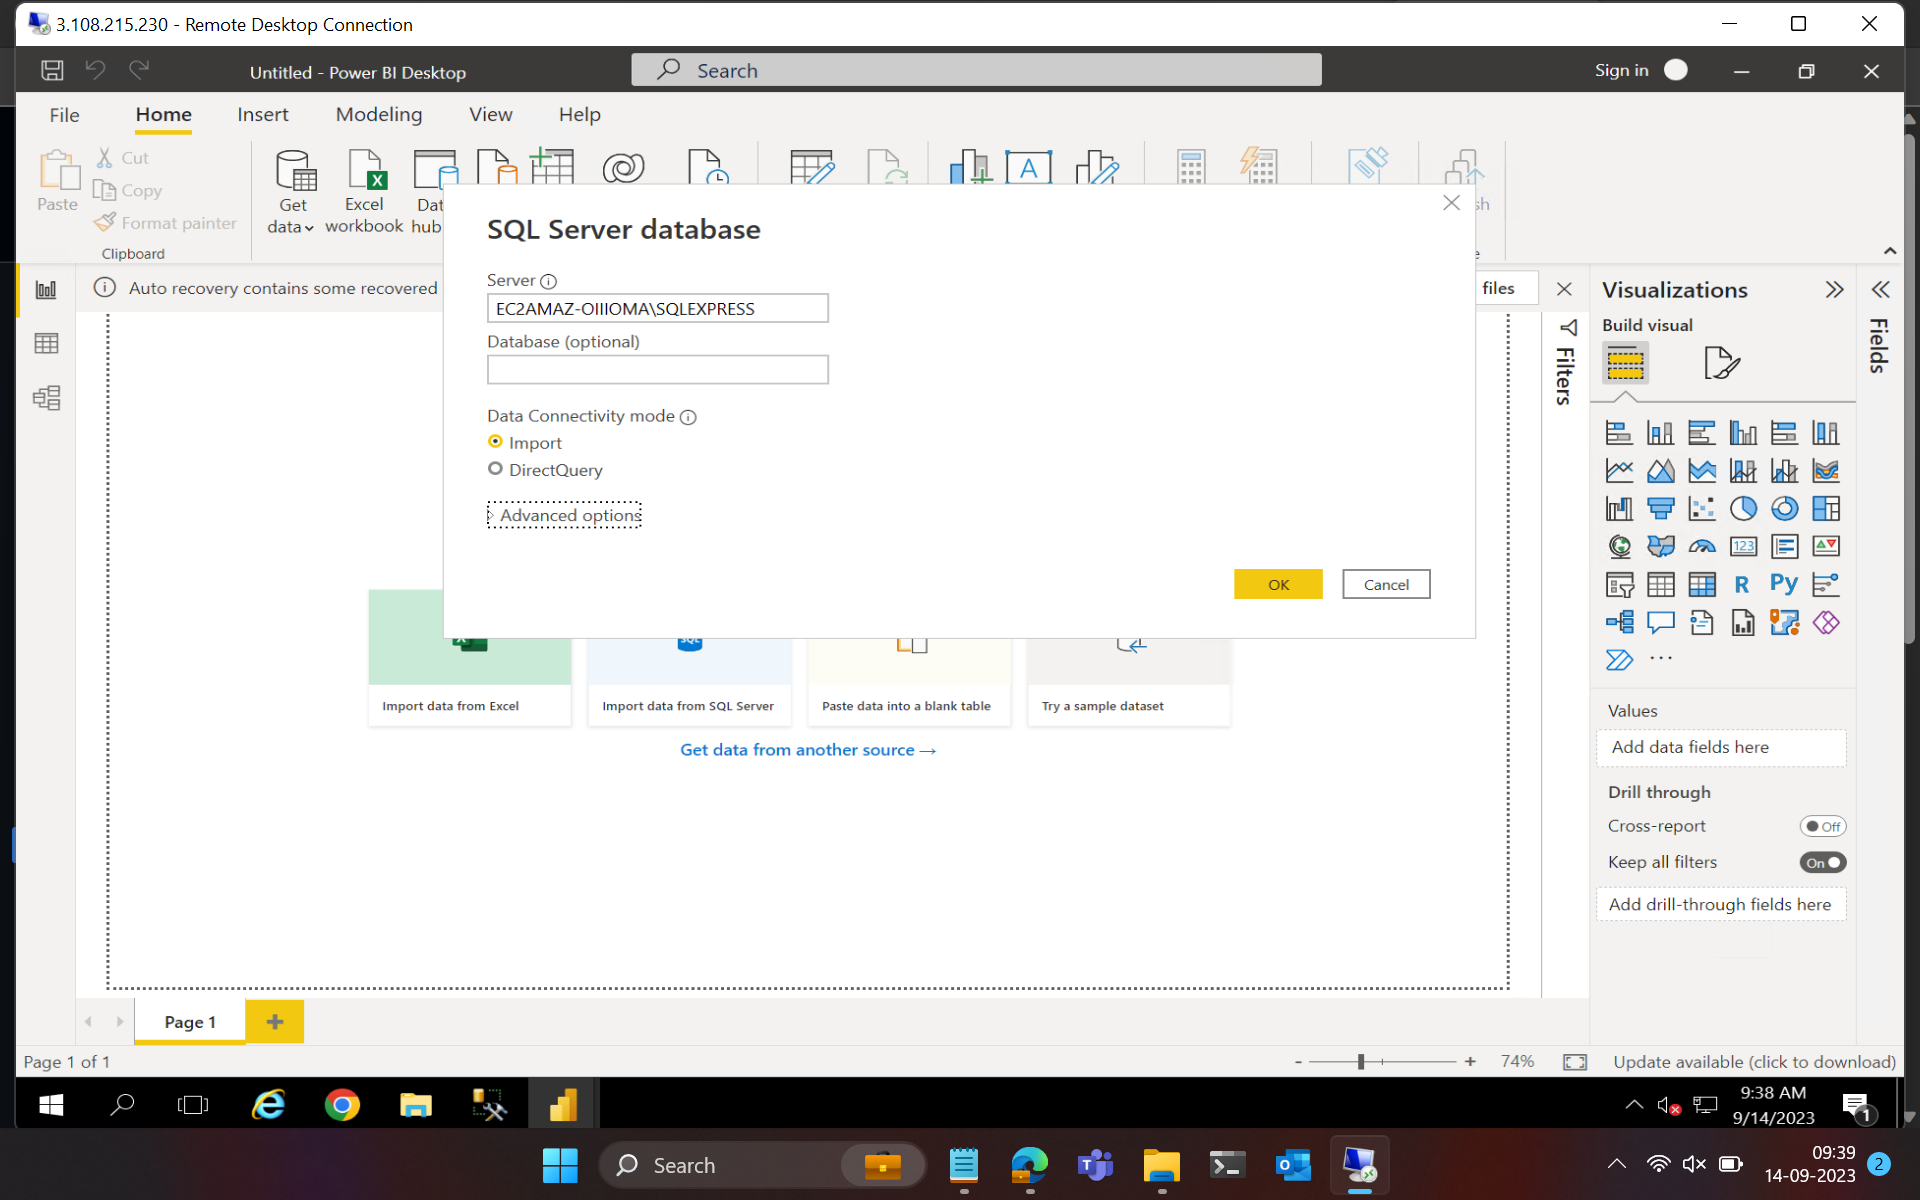 3.108.215.230 - Remote Desktop Connection
Untitled - Power BI Desktop
Search
Sign in
File
Home
Insert
Modeling
View
Help
Paste
Cut
Copy
Format painter
Clipboard
Get
data
Excel
workbook
Dat
hub
sh
e
Auto recovery contains some recovered
files
SQL Server database
Server
EC2AMAZ-OIIIOMA\SQLEXPRESS
Database (optional)
Data Connectivity mode
Import
DirectQuery
Advanced options
OK
Cancel
SQL
Import data from Excel
Import data from SQL Server
Paste data into a blank table
Try a sample dataset
Get data from another source →
Filters
Visualizations
Build visual
Fields
123
R
Py
...
Values
Add data fields here
Drill through
Cross-report
Off
Keep all filters
On
Add drill-through fields here
Page 1
+
Page 1 of 1
-
+
74%
Update available (click to download)
9:38 AM
9/14/2023
1
Search
09:39
14-09-2023
2